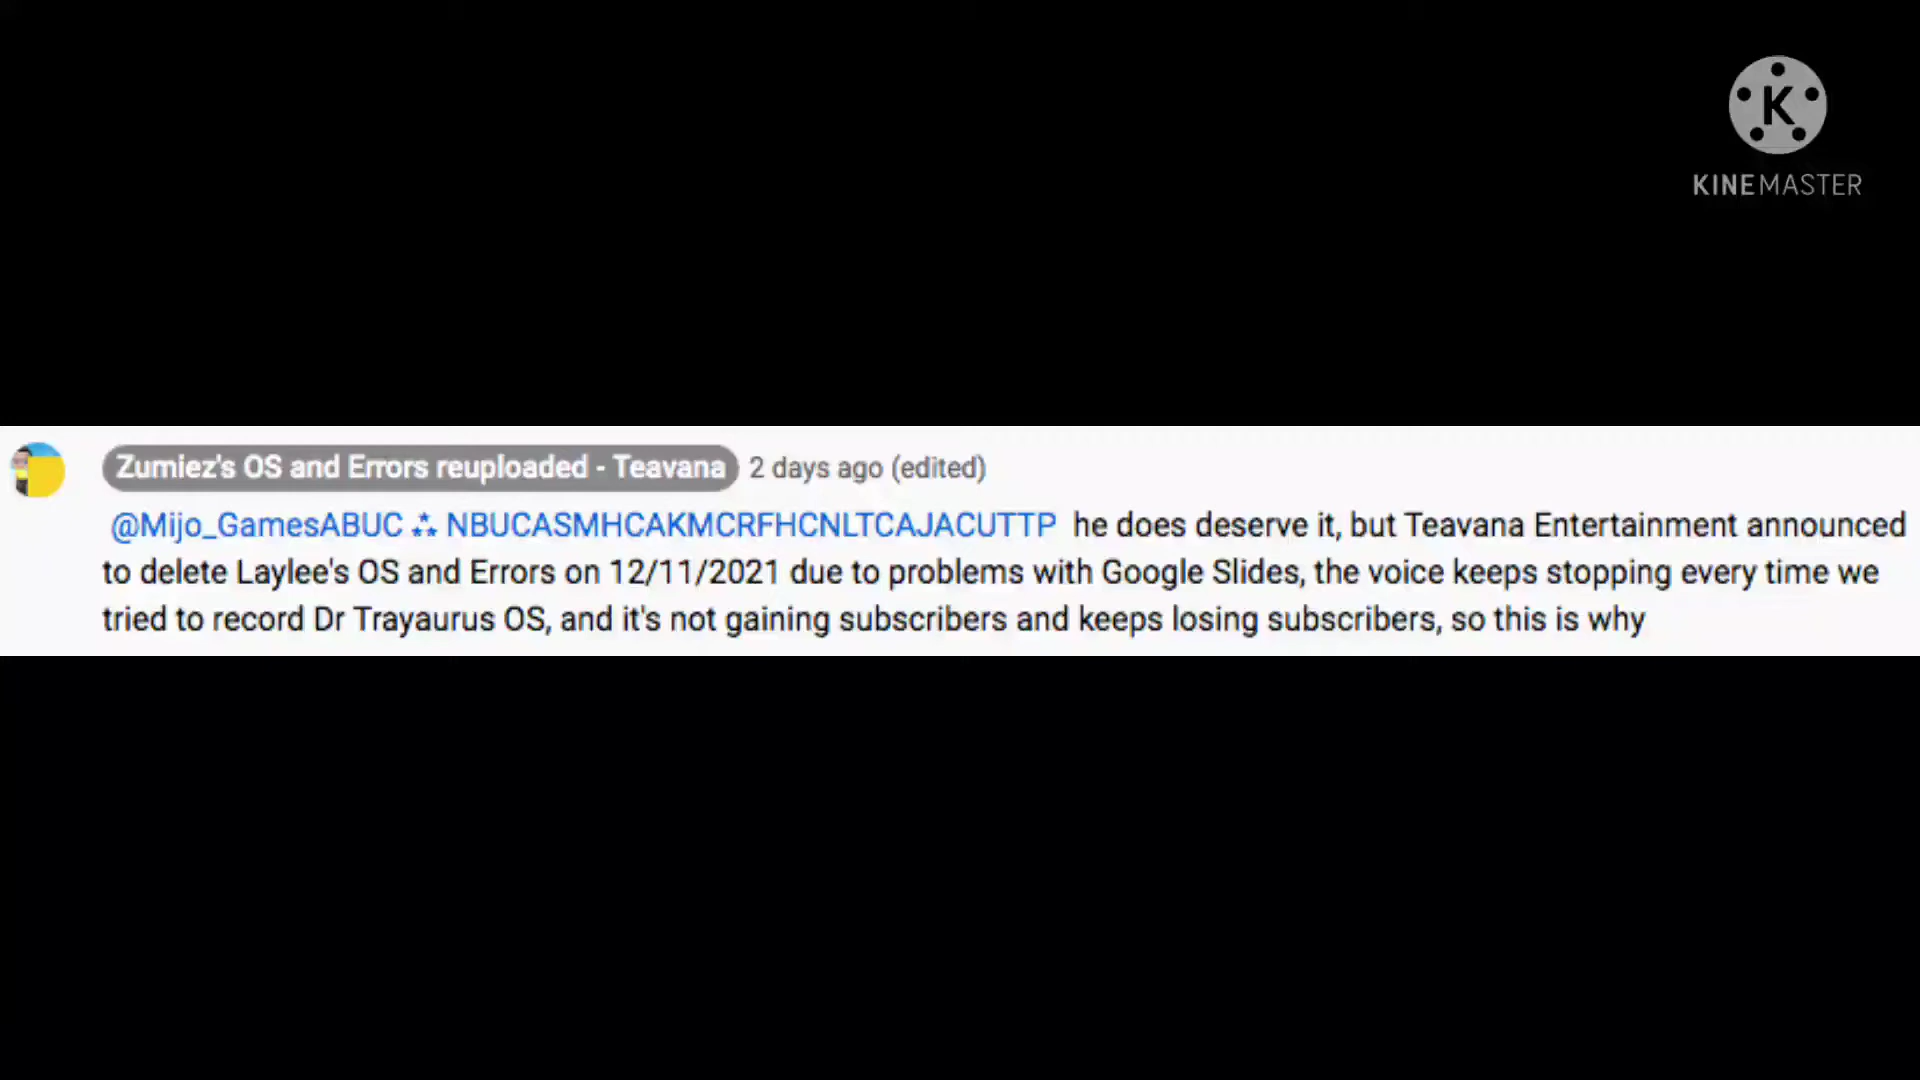 K
KINEMASTER
Zumiez's OS and Errors reuploaded - Teavana 2 days ago (edited)
@Mijo_GamesABUC ஃ NBUCASMHCAKMCRFHCNLTCAJACUTTP he does deserve it, but Teavana Entertainment announced
to delete Laylee's OS and Errors on 12/11/2021 due to problems with Google Slides, the voice keeps stopping every time we
tried to record Dr Trayaurus OS, and it's not gaining subscribers and keeps losing subscribers, so this is why